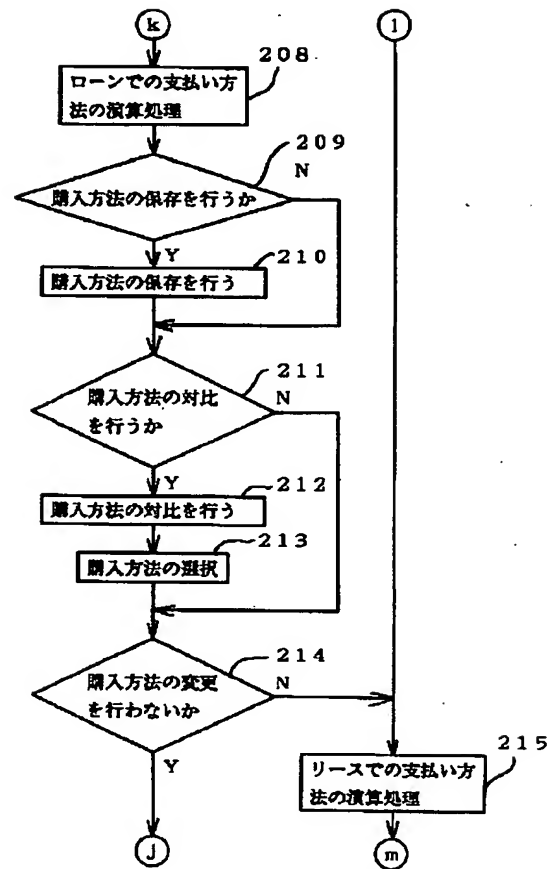 k
l
208
ローンでの支払い方
法の演算処理
209
N
購入方法の保存を行うか
Y
210
購入方法の保存を行う
211
N
購入方法の対比
を行うか
Y
212
購入方法の対比を行う
213
購入方法の選択
214
購入方法の変更
を行わないか
N
Y
215
リースでの支払い方
法の演算処理
j
m